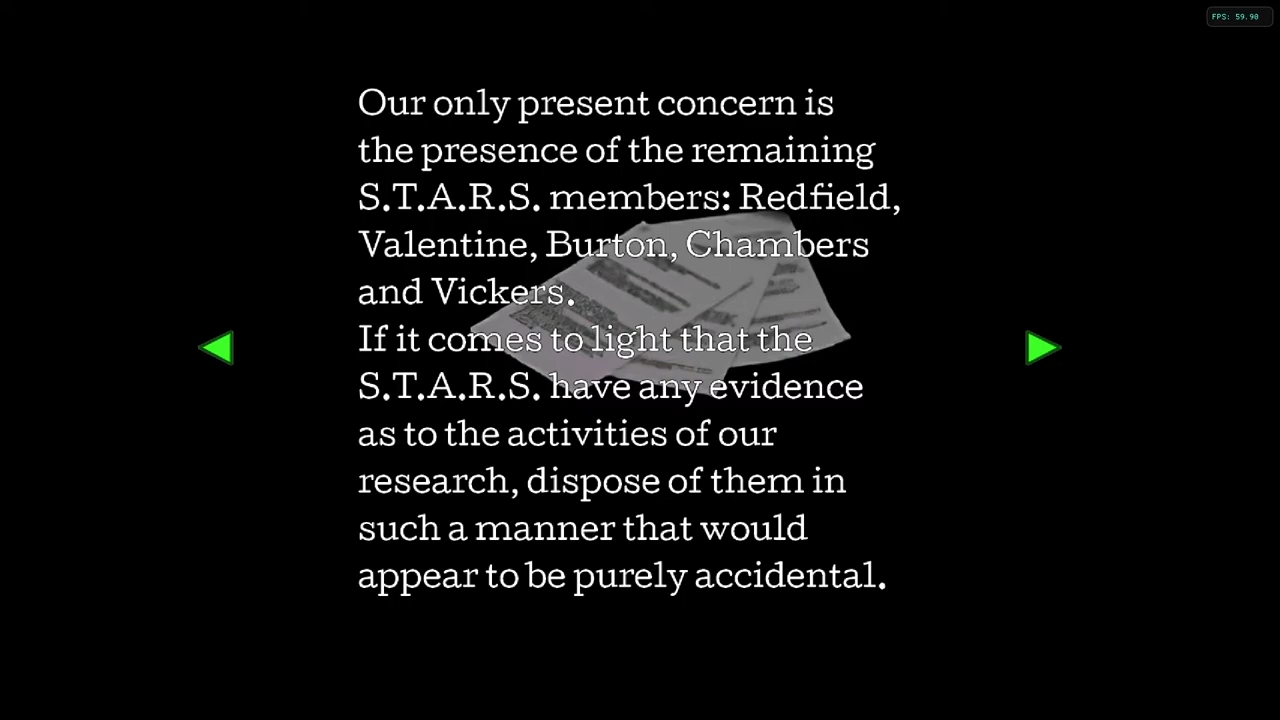 FPS: 59.90
Our only present concern is
the presence of the remaining
S.T.A.R.S. members: Redfield,
Valentine, Burton, Chambers
and Vickers.
If it comes to light that the
S.T.A.R.S. have any evidence
as to the activities of our
research, dispose of them in
such a manner that would
appear to be purely accidental.